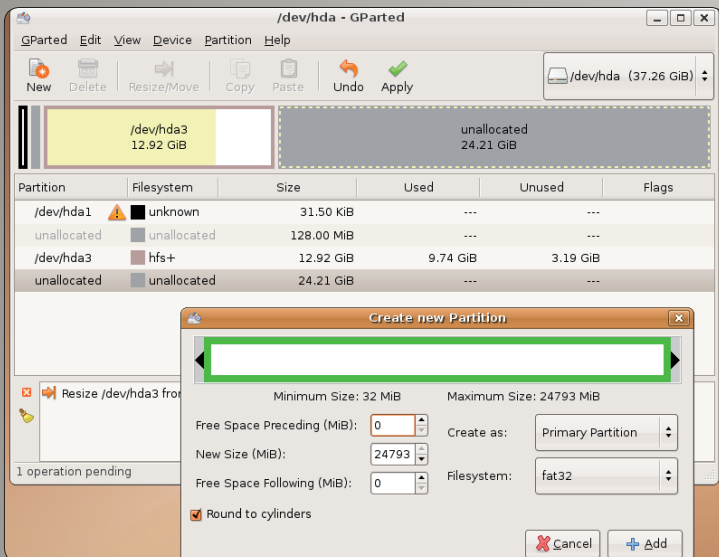 /dev/hda - GParted
GParted Edit View Device Partition Help
New Delete Resize/Move Copy Paste Undo Apply /dev/hda (37.26 GiB)
/dev/hda3
12.92 GiB
unallocated
24.21 GiB
Partition Filesystem Size Used Unused Flags
/dev/hda1 unknown 31.50 KiB --- ---
unallocated unallocated 128.00 MiB --- ---
/dev/hda3 hfs+ 12.92 GiB 9.74 GiB 3.19 GiB
unallocated unallocated 24.21 GiB --- ---
Create new Partition
Minimum Size: 32 MiB Maximum Size: 24793 MiB
Resize /dev/hda3 from
Free Space Preceding (MiB): 0
Create as: Primary Partition
New Size (MiB): 24793
Filesystem: fat32
Free Space Following (MiB): 0
1 operation pending
Round to cylinders
Cancel Add